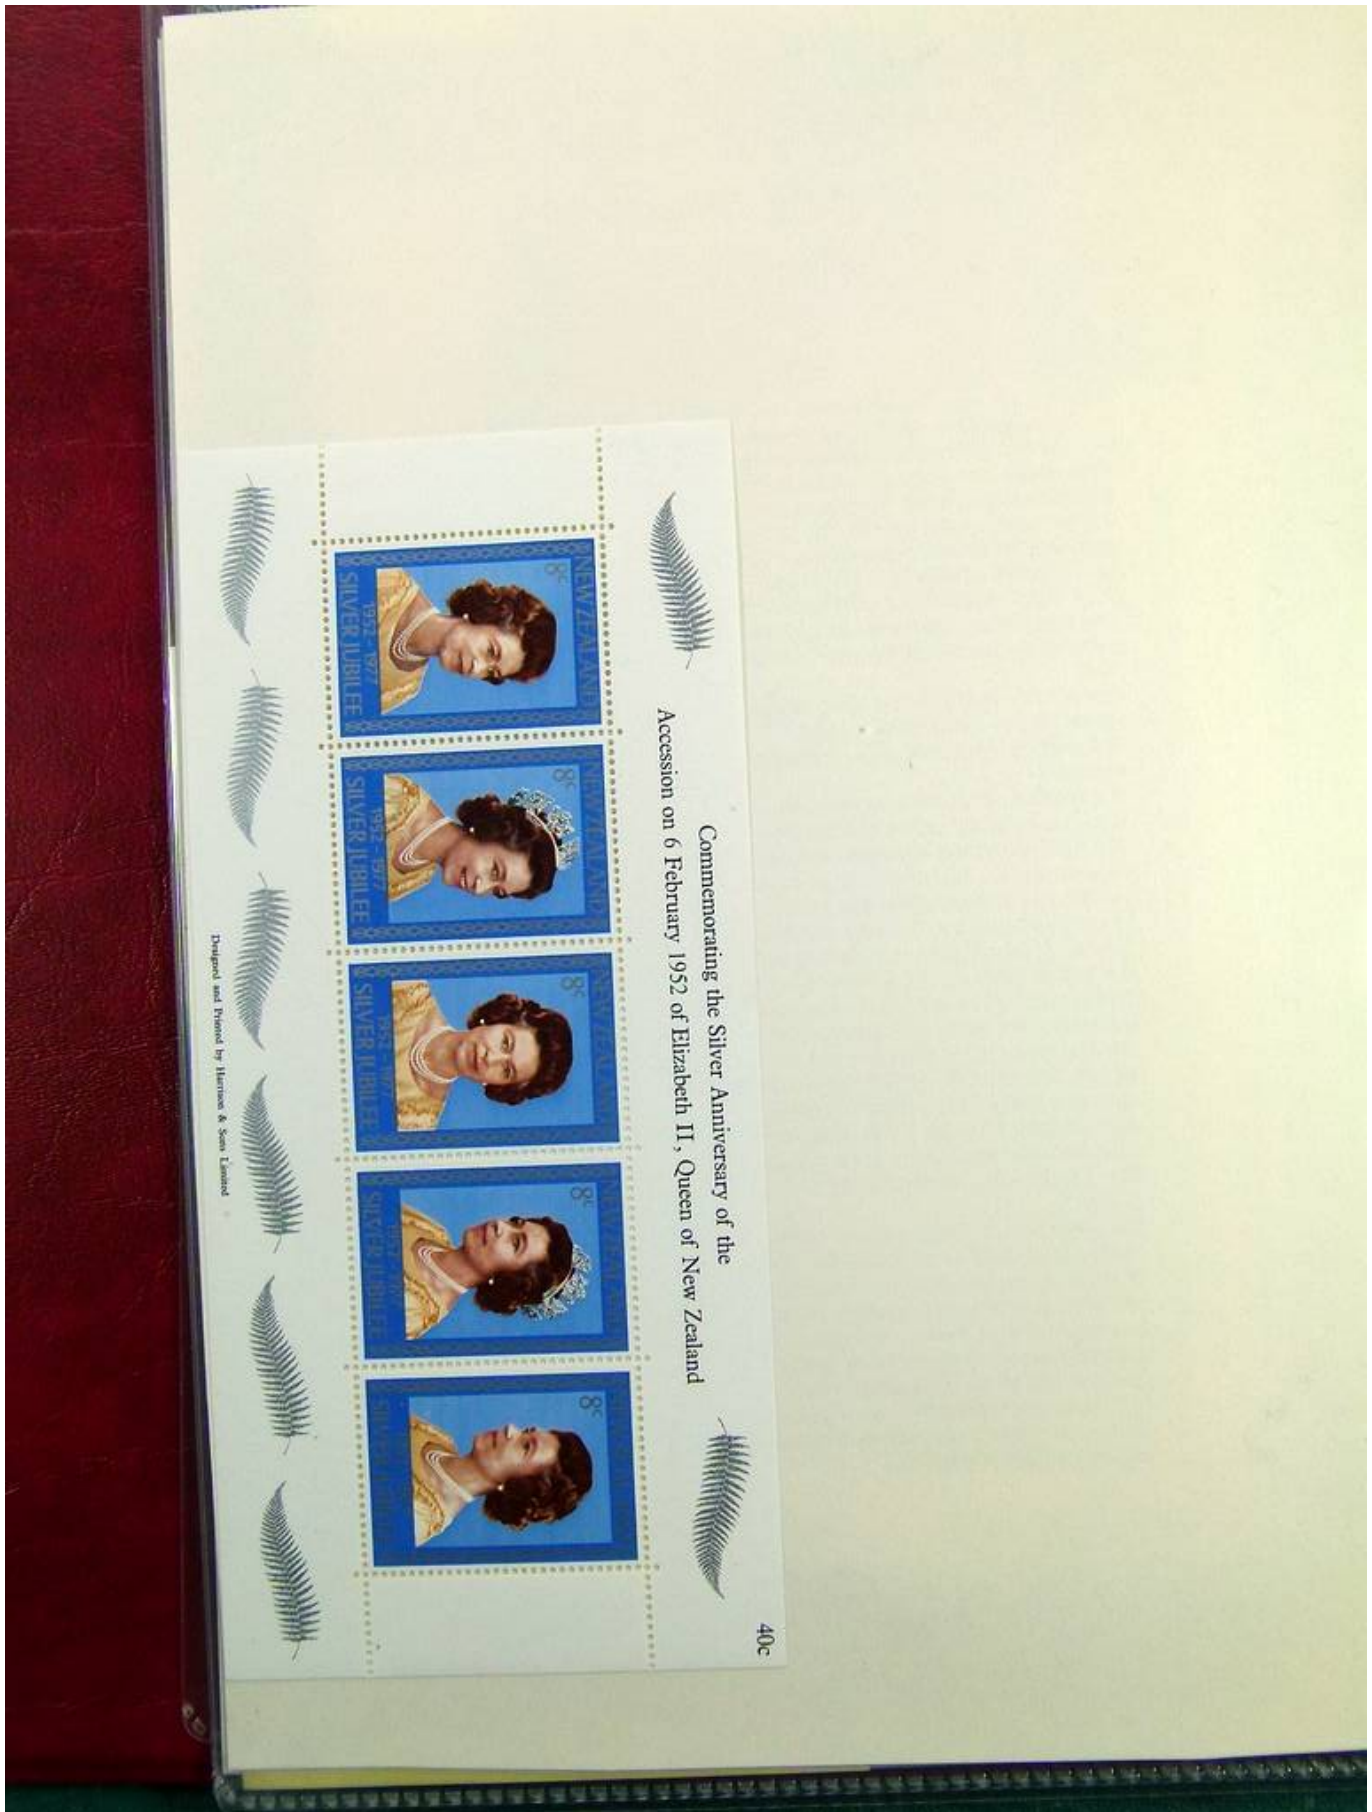 Commemorating the Silver Anniversary of the
Accession on 6 February 1952 of Elizabeth II, Queen of New Zealand
40c
NEW ZEALAND
8c
1952 - 1977
SILVER JUBILEE
NEW ZEALAND
8c
1952 - 1977
SILVER JUBILEE
NEW ZEALAND
8c
1952 - 1977
SILVER JUBILEE
NEW ZEALAND
8c
SILVER JUBILEE
8c
Designed and Printed by Harrison & Sons Limited